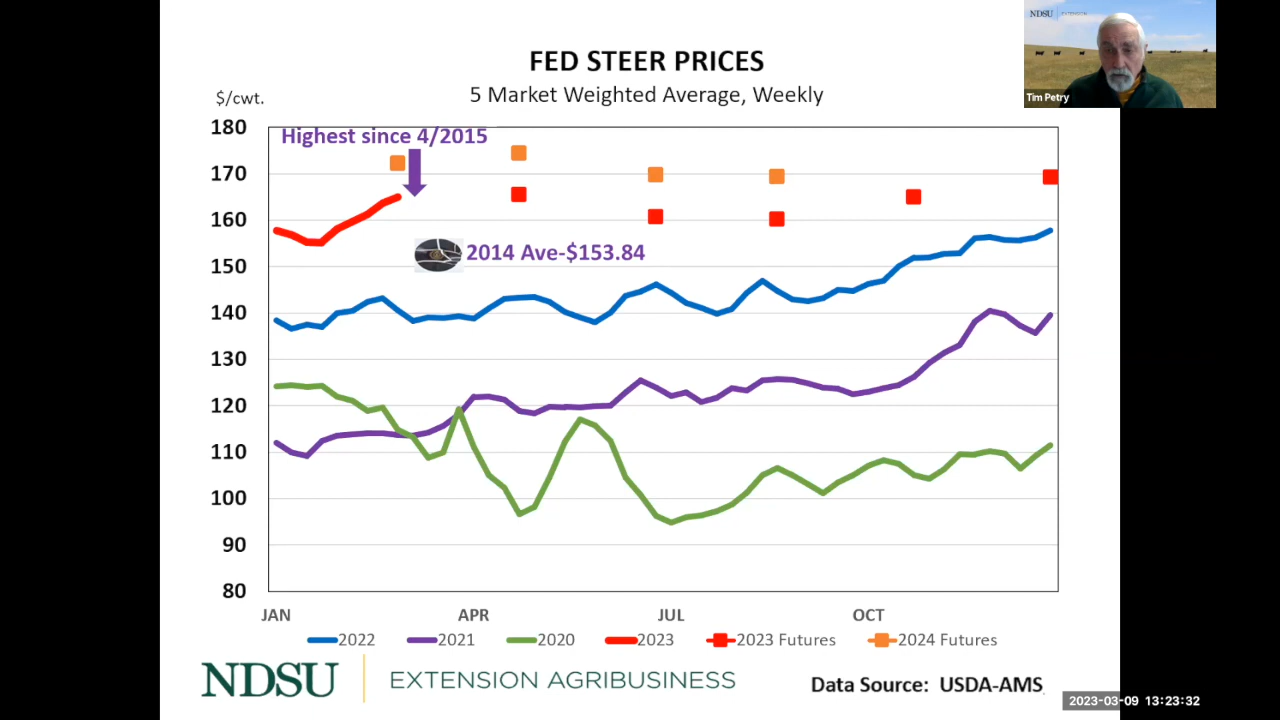 NDSU EXTENSION
Tim Petry
FED STEER PRICES
5 Market Weighted Average, Weekly
$/cwt.
180
170
160
150
140
130
120
110
100
90
80
Highest since 4/2015
2014 Ave-$153.84
JAN APR JUL OCT
2022 2021 2020 2023 2023 Futures 2024 Futures
NDSU EXTENSION AGRIBUSINESS
Data Source: USDA-AMS
2023-03-09 13:23:32